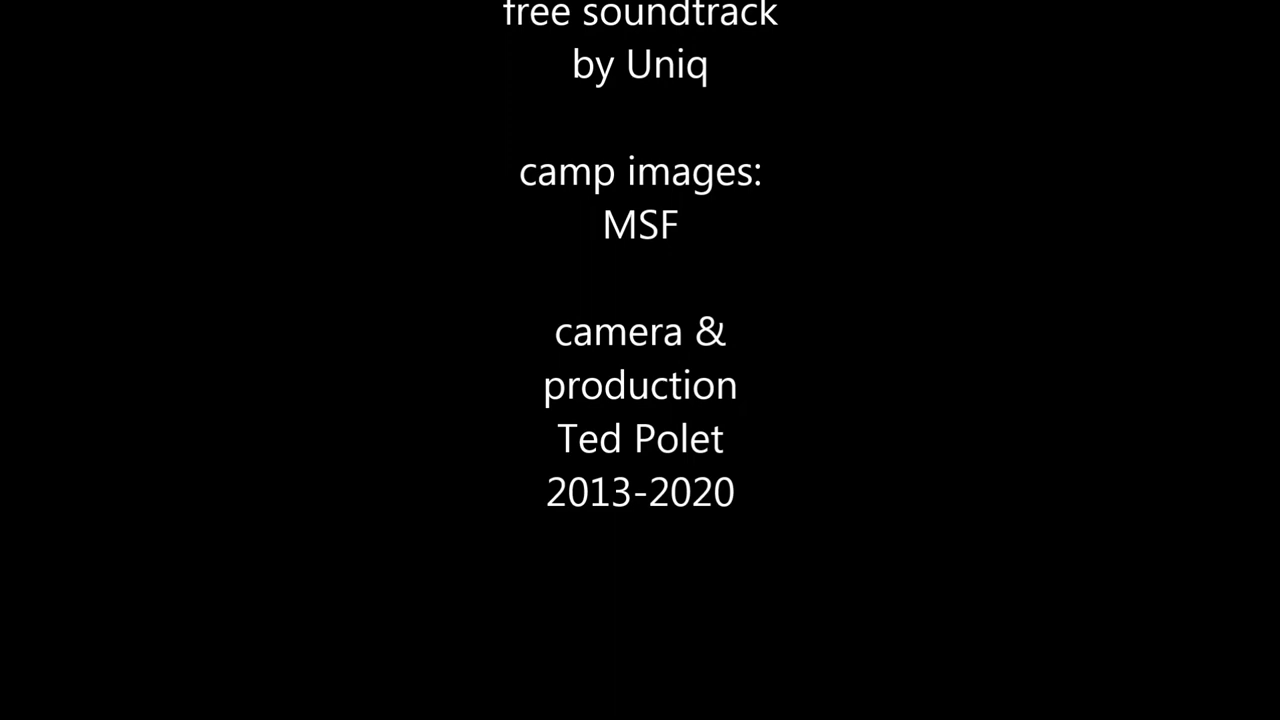 free soundtrack
by Uniq
camp images:
MSF
camera &
production
Ted Polet
2013-2020